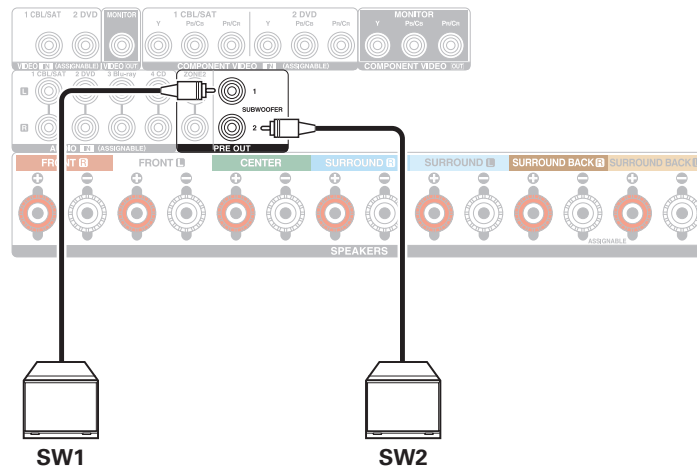 1 CBL/SAT 2 DVD MONITOR
1 CBL/SAT 2 DVD
Y PB/CB PR/CR Y PB/CB PR/CR
MONITOR
Y PB/CB PR/CR
VIDEO IN (ASSIGNABLE) VIDEO OUT
COMPONENT VIDEO IN (ASSIGNABLE)
COMPONENT VIDEO OUT
1 CBL/SAT 2 DVD 3 Blu-ray 4 CD ZONE2
L
R
AUDIO IN (ASSIGNABLE)
1
SUBWOOFER
2
PRE OUT
FRONT R FRONT L CENTER SURROUND R SURROUND L SURROUND BACK R SURROUND BACK L
ASSIGNABLE
SPEAKERS
SW1 SW2